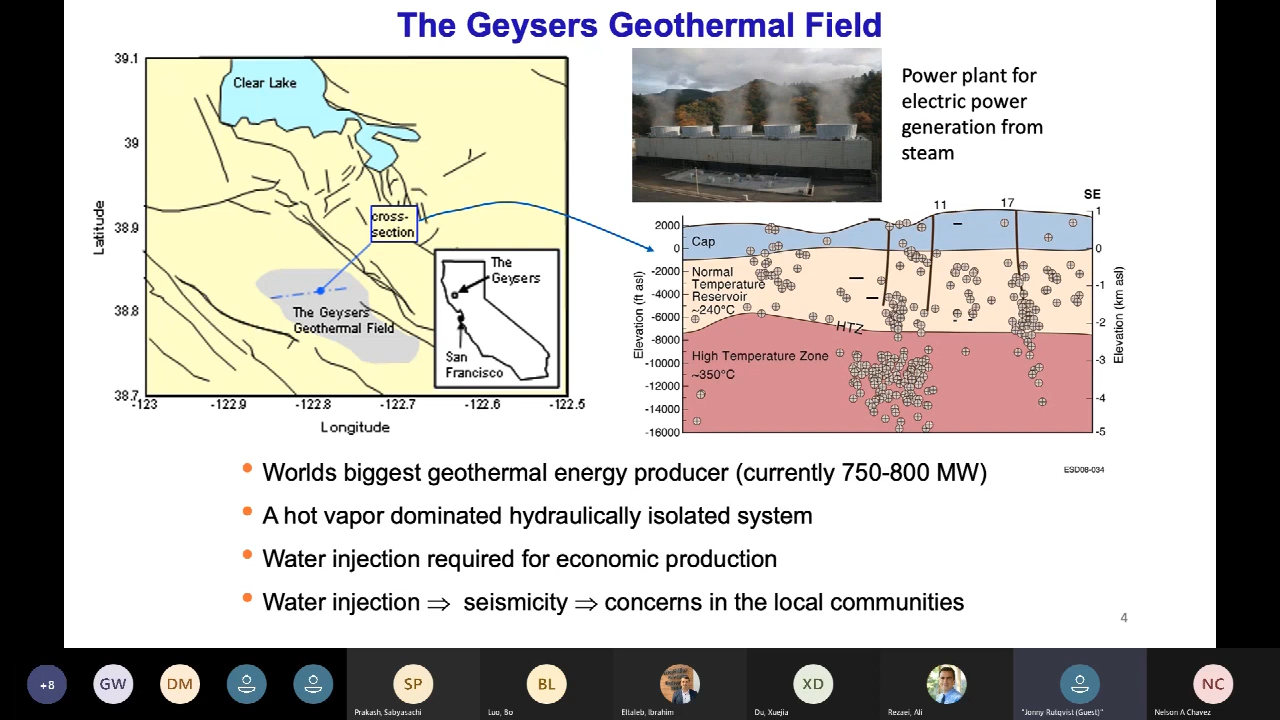 The Geysers Geothermal Field
39.1
39
38.9
38.8
38.7
Latitude
-123
-122.9
-122.8
-122.7
-122.6
-122.5
Longitude
Clear Lake
cross-
section
The Geysers
Geothermal Field
The
Geysers
San
Francisco
Power plant for
electric power
generation from
steam
SE
11
17
2000
0
-2000
-4000
-6000
-8000
-10000
-12000
-14000
-16000
Elevation (ft asl)
Cap
Normal
Temperature
Reservoir
~240°C
HTZ
High Temperature Zone
~350°C
1
0
-1
-2
-3
-4
-5
Elevation (km asl)
ESD08-034
• Worlds biggest geothermal energy producer (currently 750-800 MW)
• A hot vapor dominated hydraulically isolated system
• Water injection required for economic production
• Water injection ⇒ seismicity ⇒ concerns in the local communities
4
+8
GW
DM
SP
Prakash, Sabyasachi
BL
Luo, Bo
Eltaleb, Ibrahim
XD
Du, Xuejia
Rezaei, Ali
"Jonny Rutqvist (Guest)"
NC
Nelson A Chavez